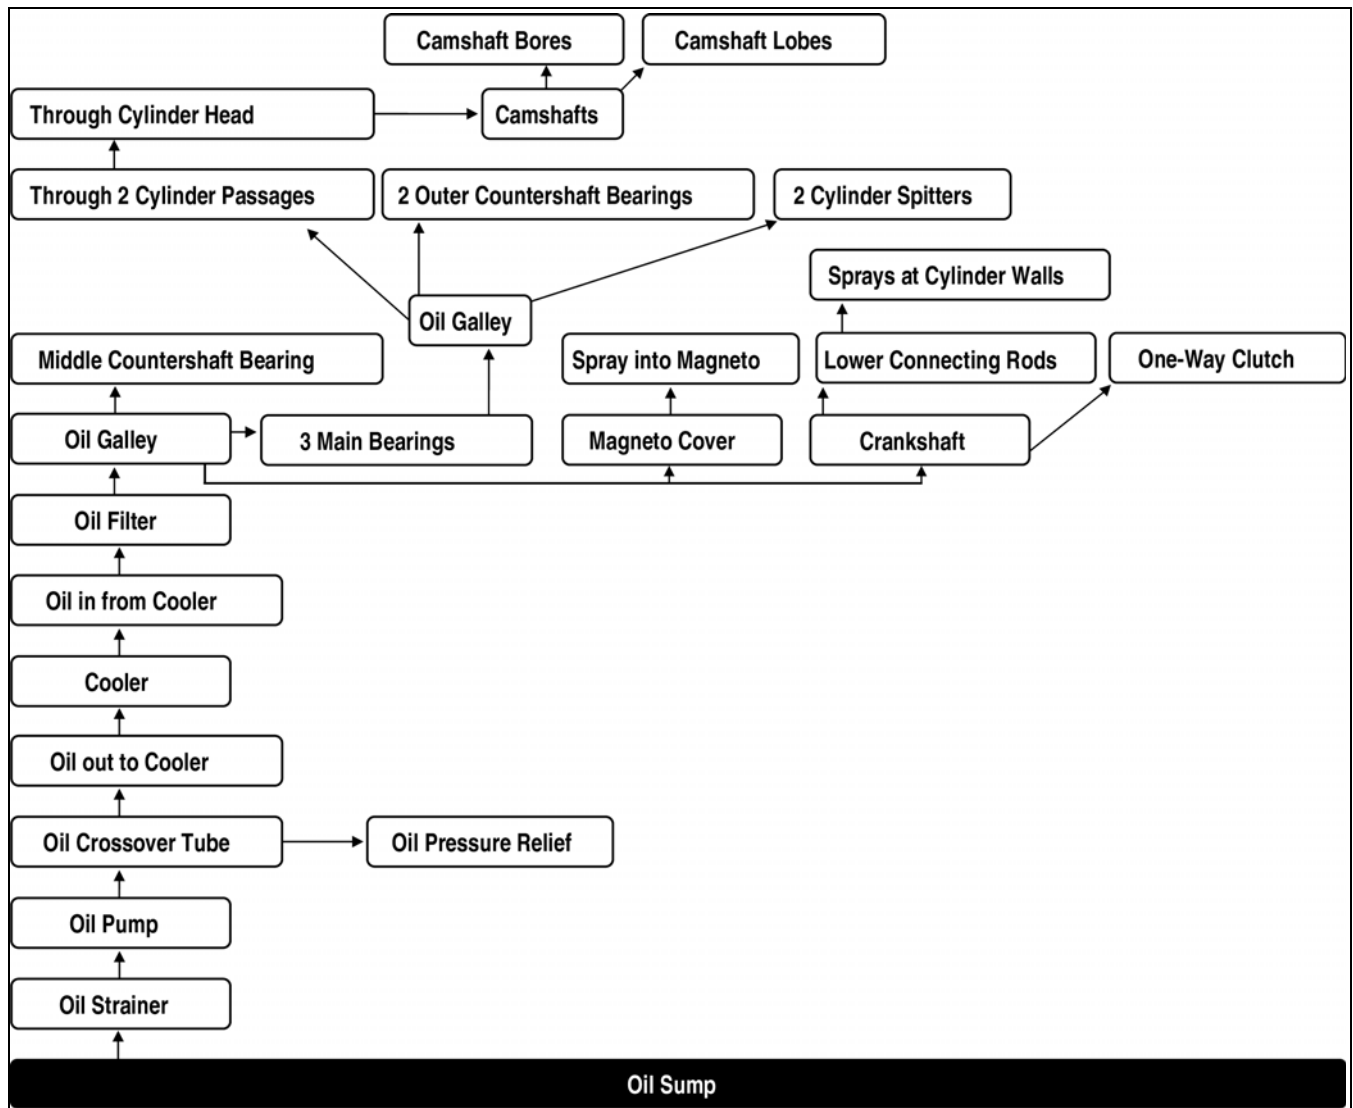 Camshaft Bores
Camshaft Lobes
Through Cylinder Head
Camshafts
Through 2 Cylinder Passages
2 Outer Countershaft Bearings
2 Cylinder Spitters
Sprays at Cylinder Walls
Oil Galley
Middle Countershaft Bearing
Spray into Magneto
Lower Connecting Rods
One-Way Clutch
Oil Galley
3 Main Bearings
Magneto Cover
Crankshaft
Oil Filter
Oil in from Cooler
Cooler
Oil out to Cooler
Oil Crossover Tube
Oil Pressure Relief
Oil Pump
Oil Strainer
Oil Sump